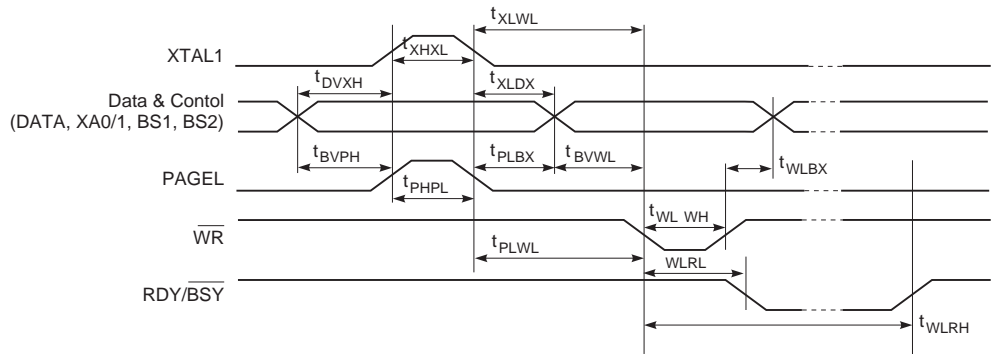 tXLWL
XTAL1
tXHXL
tDVXH
tXLDX
Data & Contol
(DATA, XA0/1, BS1, BS2)
tBVPH
tPLBX
tBVWL
tWLBX
PAGEL
tPHPL
WR
tWL WH
tPLWL
WLRL
RDY/BSY
tWLRH